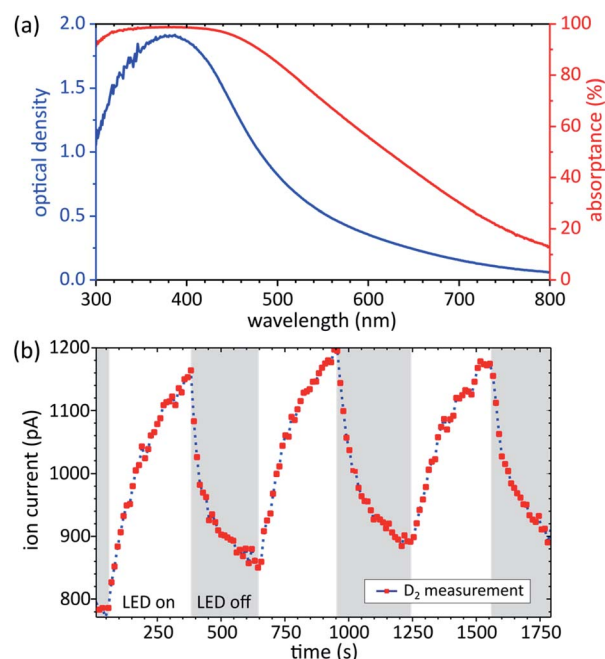 (a)
2.0
1.5
1.0
0.5
0.0
optical density
100
80
60
40
20
0
absorptance (%)
300 400 500 600 700 800
wavelength (nm)
(b)
1200
1100
1000
900
800
ion current (pA)
LED on LED off
D₂ measurement
250 500 750 1000 1250 1500 1750
time (s)